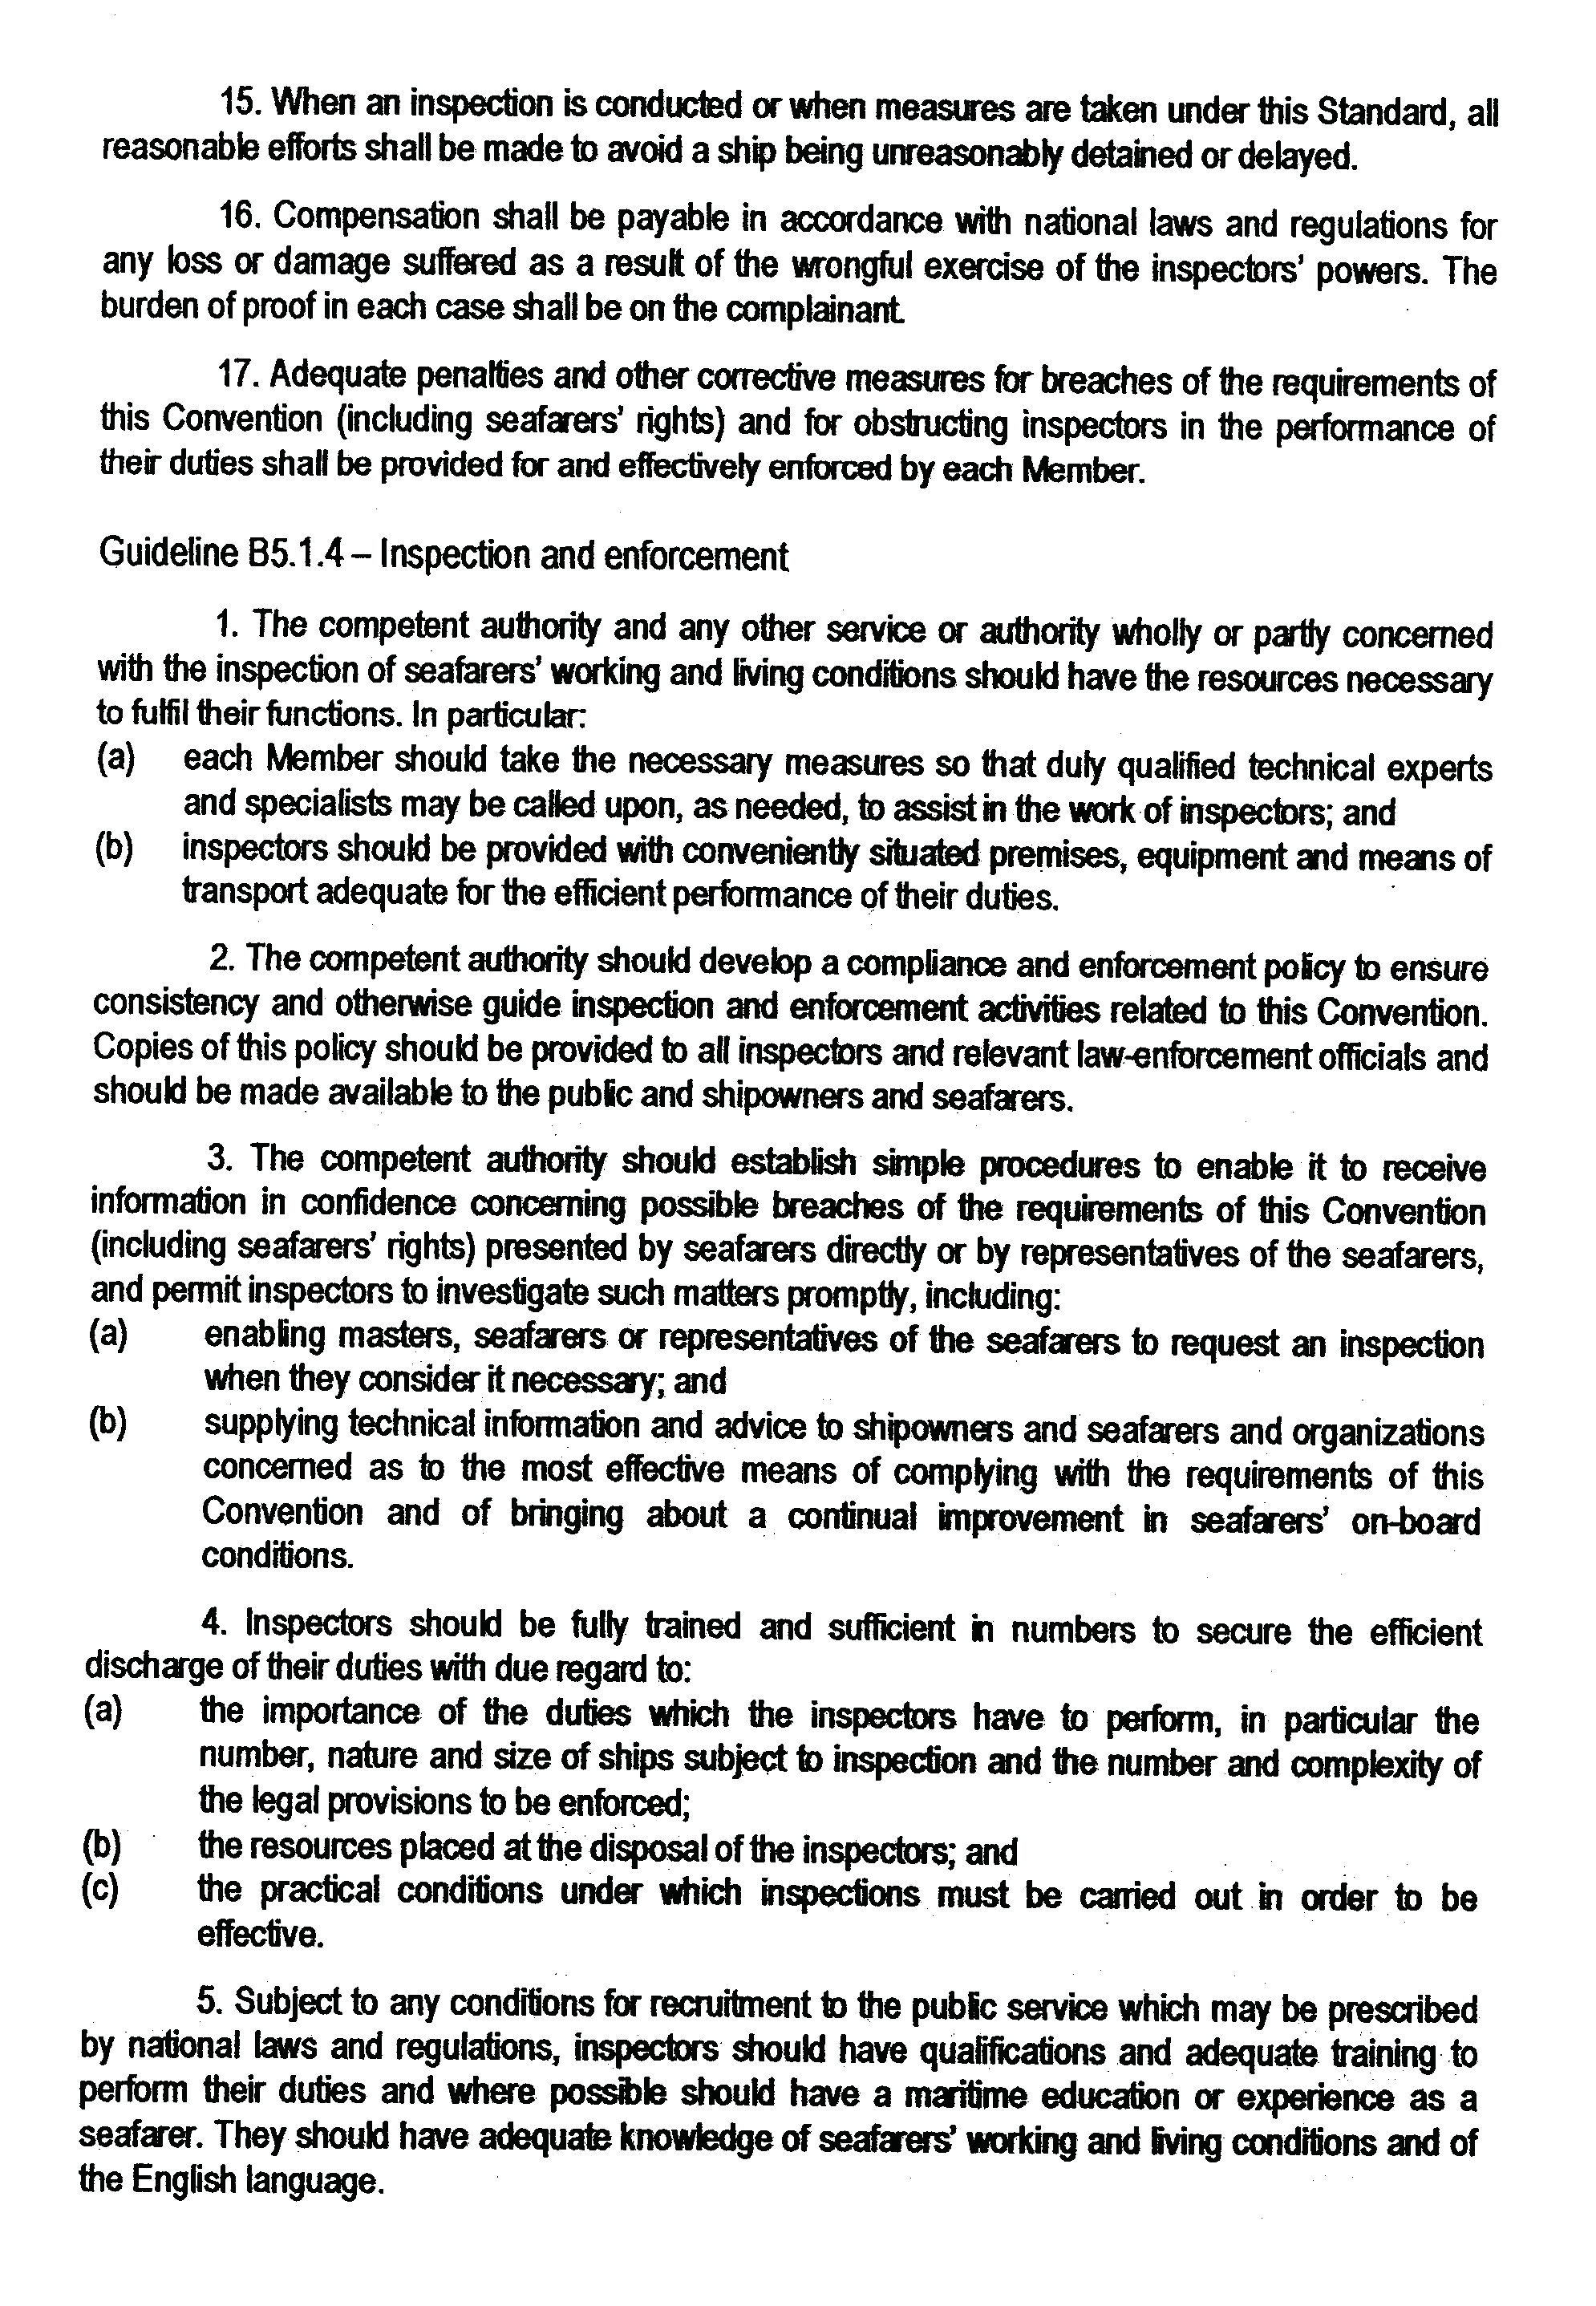 15. When an inspection is conducted or when measures are taken under this Standard, all
reasonable efforts shall be made to avoid a ship being unreasonably detained or delayed.
16. Compensation shall be payable in accordance with national laws and regulations for
any loss or damage suffered as a result of the wrongful exercise of the inspectors' powers. The
burden of proof in each case shall be on the complainant.
17. Adequate penalties and other corrective measures for breaches of the requirements of
this Convention (including seafarers' rights) and for obstructing inspectors in the performance of
their duties shall be provided for and effectively enforced by each Member.
Guideline B5.1.4 – Inspection and enforcement
1. The competent authority and any other service or authority wholly or partly concerned
with the inspection of seafarers' working and living conditions should have the resources necessary
to fulfil their functions. In particular:
(a) each Member should take the necessary measures so that duly qualified technical experts
and specialists may be called upon, as needed, to assist in the work of inspectors; and
(b) inspectors should be provided with conveniently situated premises, equipment and means of
transport adequate for the efficient performance of their duties.
2. The competent authority should develop a compliance and enforcement policy to ensure
consistency and otherwise guide inspection and enforcement activities related to this Convention.
Copies of this policy should be provided to all inspectors and relevant law-enforcement officials and
should be made available to the public and shipowners and seafarers.
3. The competent authority should establish simple procedures to enable it to receive
information in confidence concerning possible breaches of the requirements of this Convention
(including seafarers' rights) presented by seafarers directly or by representatives of the seafarers,
and permit inspectors to investigate such matters promptly, including:
(a) enabling masters, seafarers or representatives of the seafarers to request an inspection
when they consider it necessary; and
(b) supplying technical information and advice to shipowners and seafarers and organizations
concerned as to the most effective means of complying with the requirements of this
Convention and of bringing about a continual improvement in seafarers' on-board
conditions.
4. Inspectors should be fully trained and sufficient in numbers to secure the efficient
discharge of their duties with due regard to:
(a) the importance of the duties which the inspectors have to perform, in particular the
number, nature and size of ships subject to inspection and the number and complexity of
the legal provisions to be enforced;
(b) the resources placed at the disposal of the inspectors; and
(c) the practical conditions under which inspections must be carried out in order to be
effective.
5. Subject to any conditions for recruitment to the public service which may be prescribed
by national laws and regulations, inspectors should have qualifications and adequate training to
perform their duties and where possible should have a maritime education or experience as a
seafarer. They should have adequate knowledge of seafarers' working and living conditions and of
the English language.